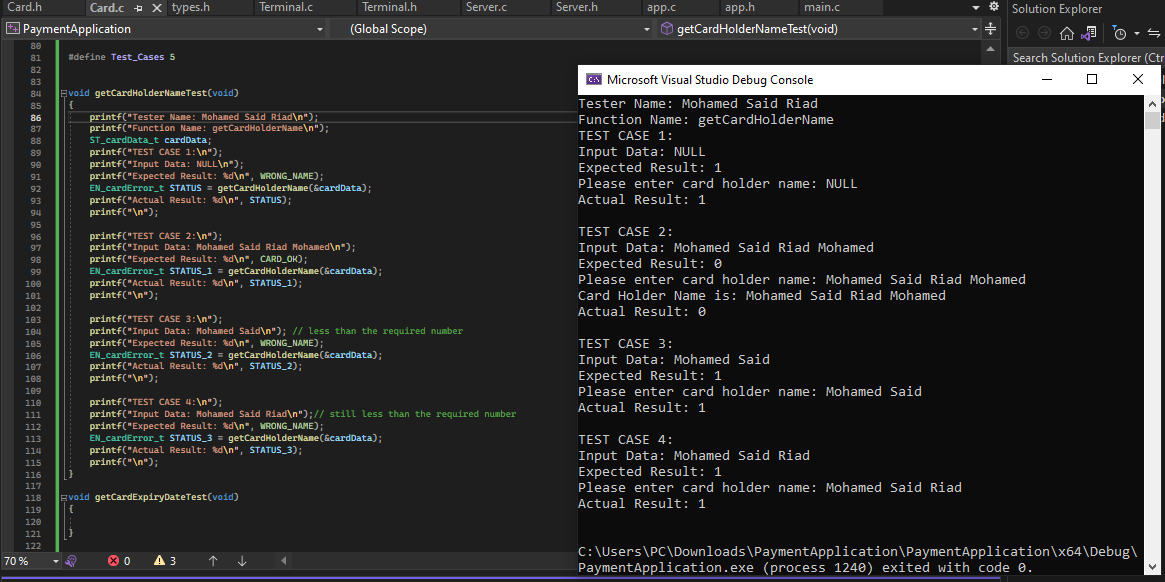 Card.h Card.c types.h Terminal.c Terminal.h Server.c Server.h app.c app.h main.c
PaymentApplication (Global Scope) getCardHolderNameTest(void)
80
81 #define Test_Cases 5
82
83
84 void getCardHolderNameTest(void)
85 {
86 printf("Tester Name: Mohamed Said Riad\n");
87 printf("Function Name: getCardHolderName\n");
88 ST_cardData_t cardData;
89 printf("TEST CASE 1:\n");
90 printf("Input Data: NULL\n");
91 printf("Expected Result: %d\n", WRONG_NAME);
92 EN_cardError_t STATUS = getCardHolderName(&cardData);
93 printf("Actual Result: %d\n", STATUS);
94 printf("\n");
95
96 printf("TEST CASE 2:\n");
97 printf("Input Data: Mohamed Said Riad Mohamed\n");
98 printf("Expected Result: %d\n", CARD_OK);
99 EN_cardError_t STATUS_1 = getCardHolderName(&cardData);
100 printf("Actual Result: %d\n", STATUS_1);
101 printf("\n");
102
103 printf("TEST CASE 3:\n");
104 printf("Input Data: Mohamed Said\n"); // less than the required number
105 printf("Expected Result: %d\n", WRONG_NAME);
106 EN_cardError_t STATUS_2 = getCardHolderName(&cardData);
107 printf("Actual Result: %d\n", STATUS_2);
108 printf("\n");
109
110 printf("TEST CASE 4:\n");
111 printf("Input Data: Mohamed Said Riad\n");// still less than the required number
112 printf("Expected Result: %d\n", WRONG_NAME);
113 EN_cardError_t STATUS_3 = getCardHolderName(&cardData);
114 printf("Actual Result: %d\n", STATUS_3);
115 printf("\n");
116 }
117
118 void getCardExpiryDateTest(void)
119 {
120
121 }
122
70 % 0 3
Solution Explorer
Search Solution Explorer (Ctr
Microsoft Visual Studio Debug Console
Tester Name: Mohamed Said Riad
Function Name: getCardHolderName
TEST CASE 1:
Input Data: NULL
Expected Result: 1
Please enter card holder name: NULL
Actual Result: 1
TEST CASE 2:
Input Data: Mohamed Said Riad Mohamed
Expected Result: 0
Please enter card holder name: Mohamed Said Riad Mohamed
Card Holder Name is: Mohamed Said Riad Mohamed
Actual Result: 0
TEST CASE 3:
Input Data: Mohamed Said
Expected Result: 1
Please enter card holder name: Mohamed Said
Actual Result: 1
TEST CASE 4:
Input Data: Mohamed Said Riad
Expected Result: 1
Please enter card holder name: Mohamed Said Riad
Actual Result: 1
C:\Users\PC\Downloads\PaymentApplication\PaymentApplication\x64\Debug\
PaymentApplication.exe (process 1240) exited with code 0.